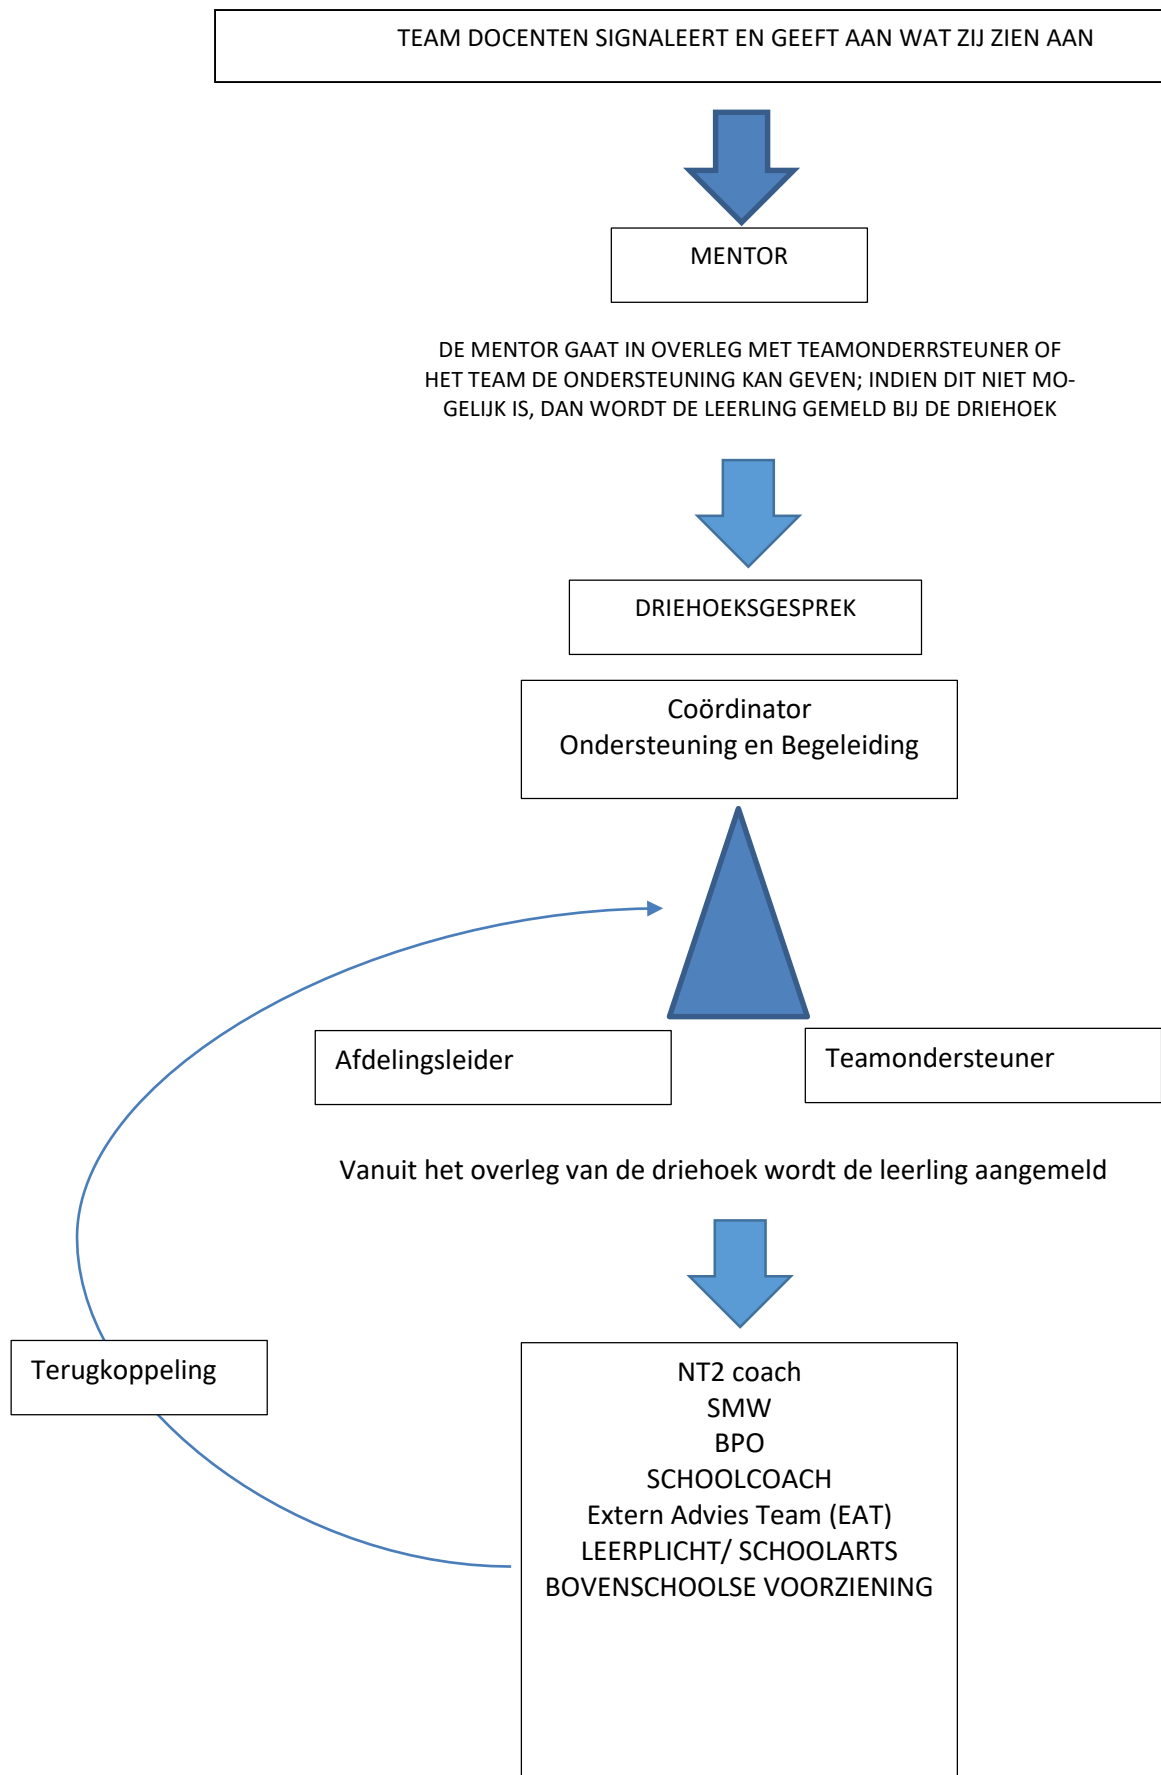 TEAM DOCENTEN SIGNALEERT EN GEEFT AAN WAT ZIJ ZIEN AAN
MENTOR
DE MENTOR GAAT IN OVERLEG MET TEAMONDERRSTEUNER OF
HET TEAM DE ONDERSTEUNING KAN GEVEN; INDIEN DIT NIET MO-
GELIJK IS, DAN WORDT DE LEERLING GEMELD BIJ DE DRIEHOEK
DRIEHOEKSGESPREK
Coördinator
Ondersteuning en Begeleiding
Afdelingsleider
Teamondersteuner
Vanuit het overleg van de driehoek wordt de leerling aangemeld
Terugkoppeling
NT2 coach
SMW
BPO
SCHOOLCOACH
Extern Advies Team (EAT)
LEERPLICHT/ SCHOOLARTS
BOVENSCHOOLSE VOORZIENING